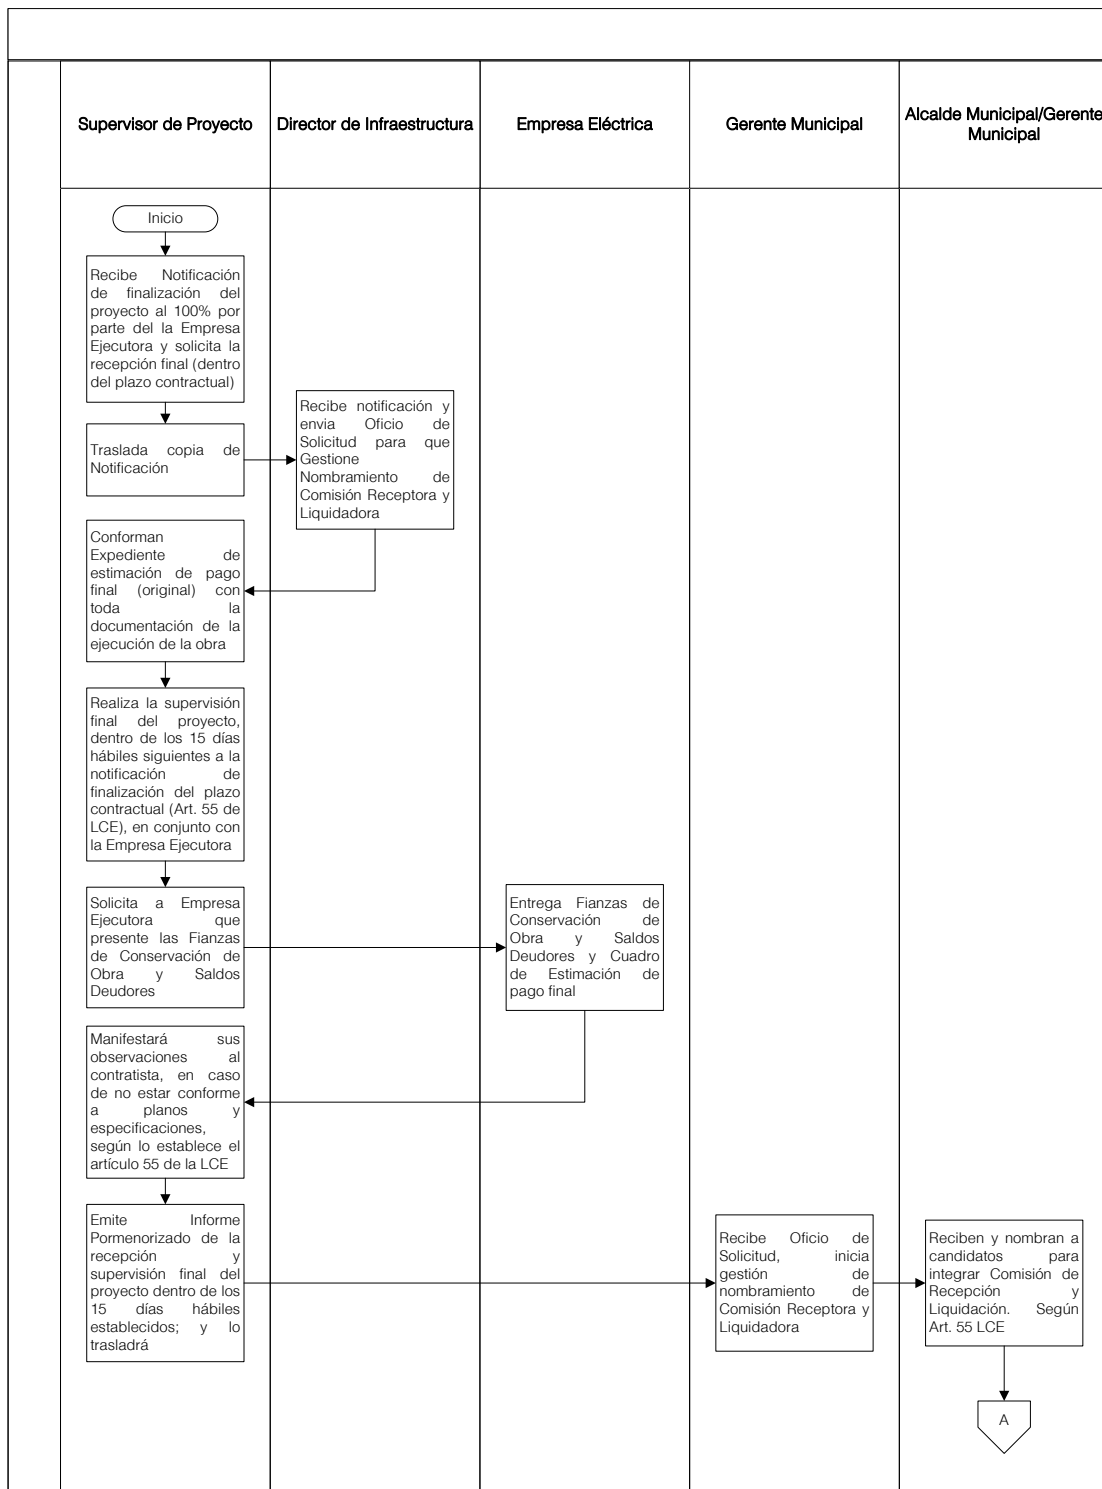 Supervisor de Proyecto
Director de Infraestructura
Empresa Eléctrica
Gerente Municipal
Alcalde Municipal/Gerente
Municipal
Inicio
Recibe Notificación
de finalización del
proyecto al 100% por
parte del la Empresa
Ejecutora y solicita la
recepción final (dentro
del plazo contractual)
Traslada copia de
Notificación
Recibe notificación y
envia Oficio de
Solicitud para que
Gestione
Nombramiento de
Comisión Receptora y
Liquidadora
Conforman
Expediente de
estimación de pago
final (original) con
toda la
documentación de la
ejecución de la obra
Realiza la supervisión
final del proyecto,
dentro de los 15 días
hábiles siguientes a la
notificación de
finalización del plazo
contractual (Art. 55 de
LCE), en conjunto con
la Empresa Ejecutora
Solicita a Empresa
Ejecutora que
presente las Fianzas
de Conservación de
Obra y Saldos
Deudores
Entrega Fianzas de
Conservación de
Obra y Saldos
Deudores y Cuadro
de Estimación de
pago final
Manifestará sus
observaciones al
contratista, en caso
de no estar conforme
a planos y
especificaciones,
según lo establece el
artículo 55 de la LCE
Emite Informe
Pormenorizado de la
recepción y
supervisión final del
proyecto dentro de los
15 días hábiles
establecidos; y lo
trasladrá
Recibe Oficio de
Solicitud, inicia
gestión de
nombramiento de
Comisión Receptora y
Liquidadora
Reciben y nombran a
candidatos para
integrar Comisión de
Recepción y
Liquidación. Según
Art. 55 LCE
A